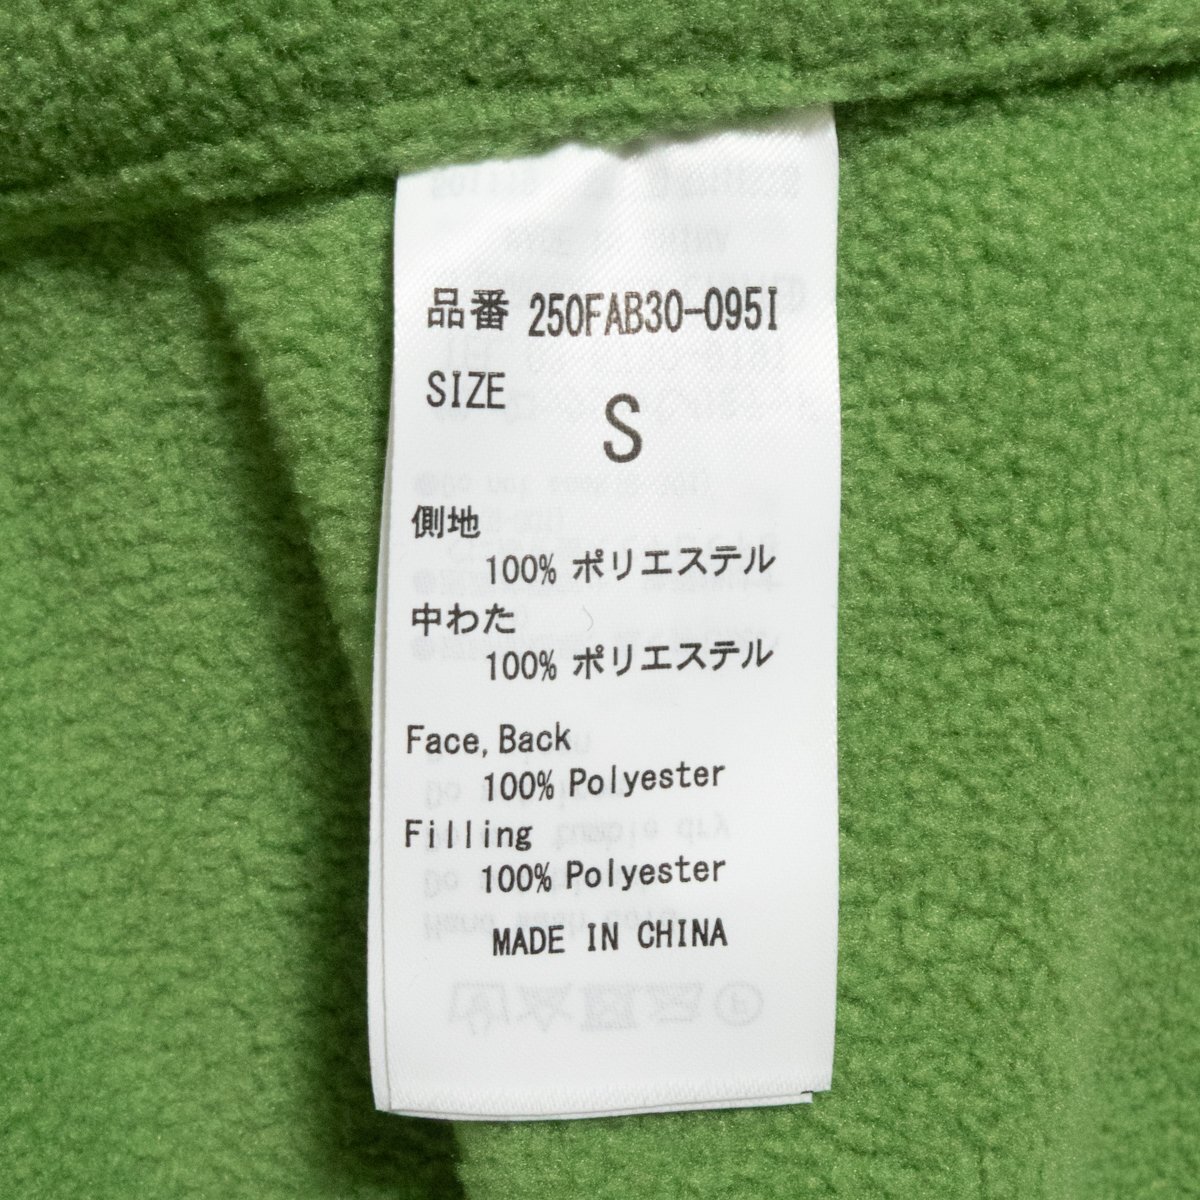 品番 250FAB30-095I
SIZE
S
側地
100% ポリエステル
中わた
100% ポリエステル
Face, Back
100% Polyester
Filling
100% Polyester
MADE IN CHINA